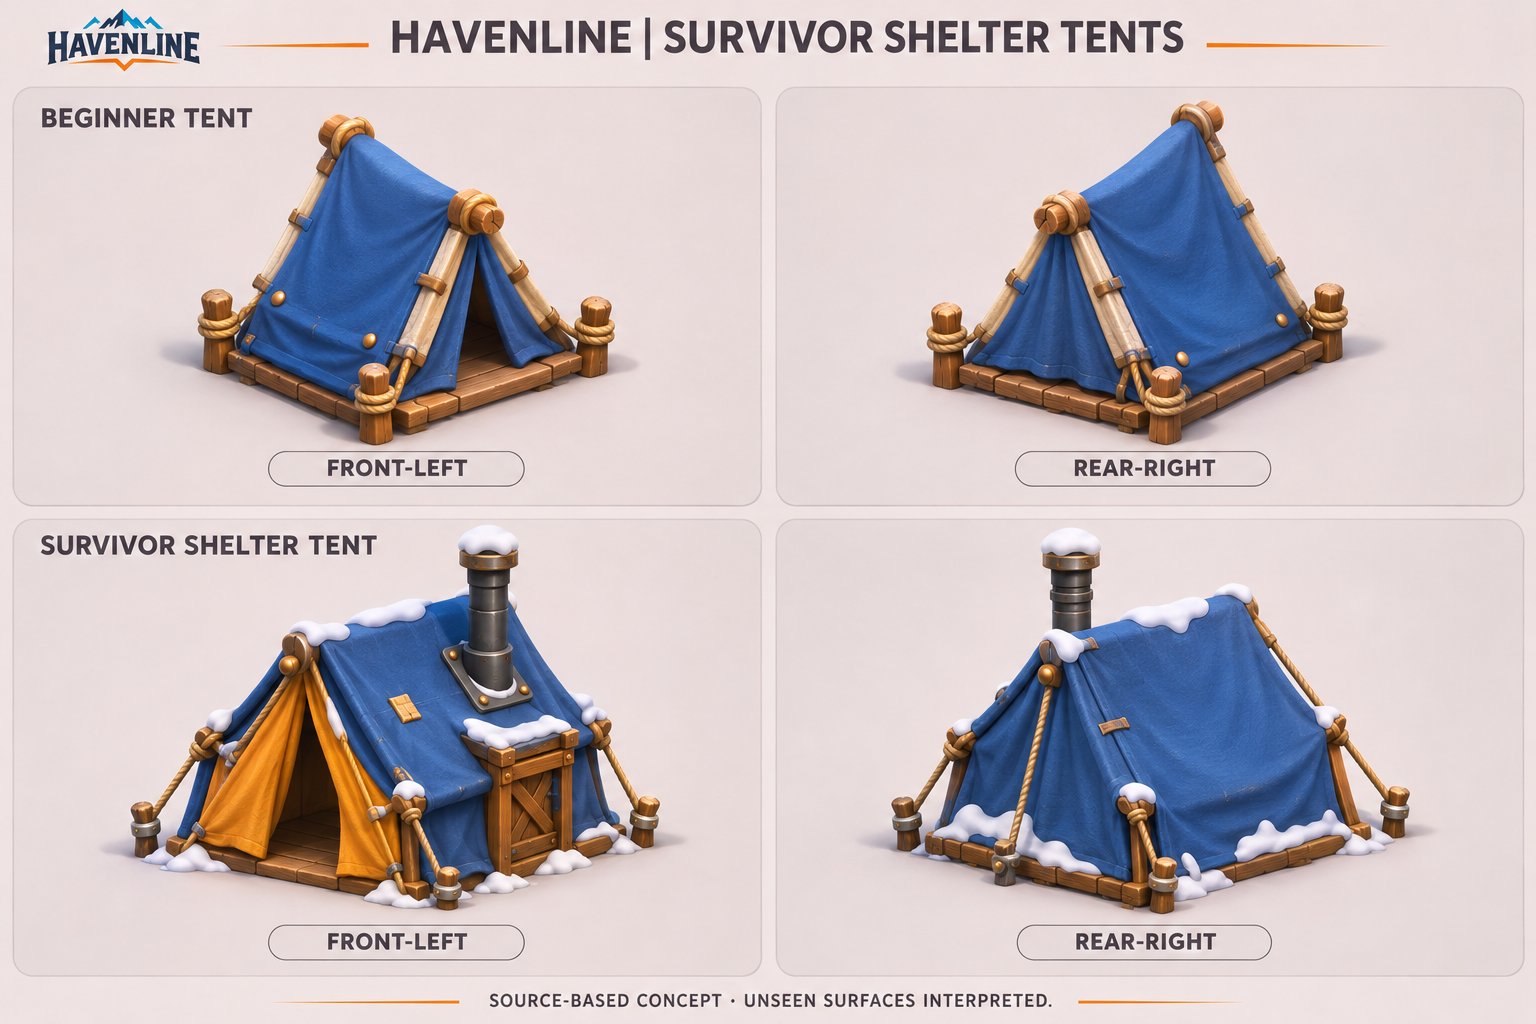 HAVENLINE
HAVENLINE | SURVIVOR SHELTER TENTS
BEGINNER TENT
FRONT-LEFT
REAR-RIGHT
SURVIVOR SHELTER TENT
FRONT-LEFT
REAR-RIGHT
SOURCE-BASED CONCEPT · UNSEEN SURFACES INTERPRETED.